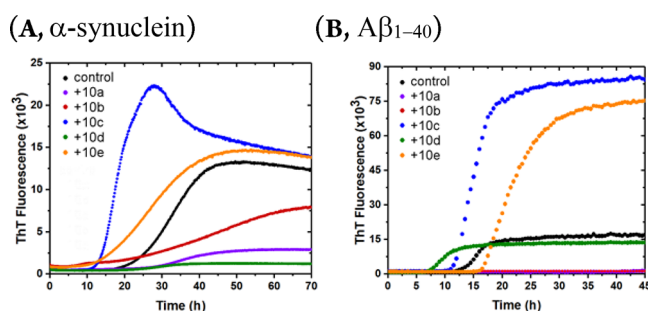 (A, α-synuclein)
(B, Aβ1–40)
25
20
15
10
5
0
ThT Fluorescence (x10³)
control
+10a
+10b
+10c
+10d
+10e
0 10 20 30 40 50 60 70
Time (h)
90
75
60
45
30
15
0
ThT Fluorescence (x10³)
control
+10a
+10b
+10c
+10d
+10e
0 5 10 15 20 25 30 35 40 45
Time (h)